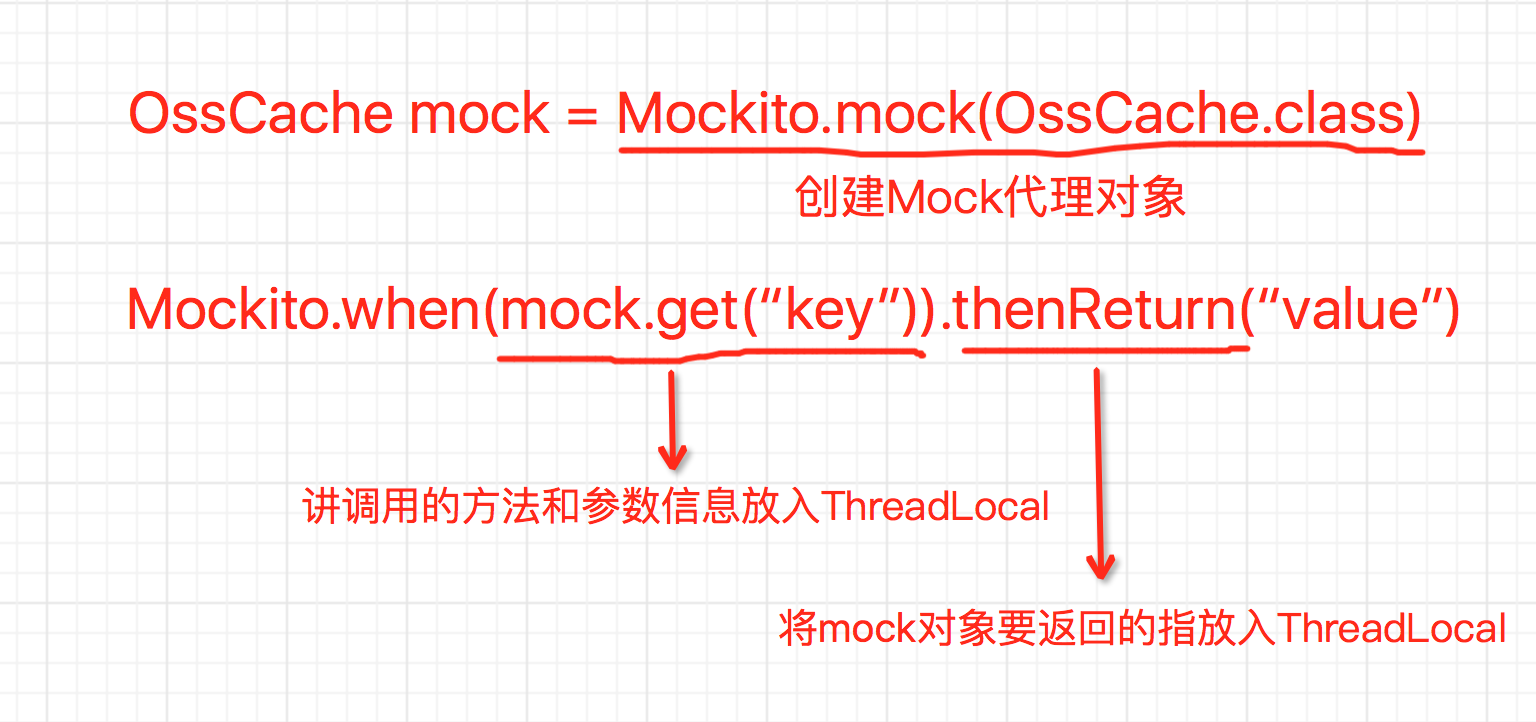 OssCache mock = Mockito.mock(OssCache.class)
创建Mock代理对象
Mockito.when(mock.get(“key”)).thenReturn(“value”)
讲调用的方法和参数信息放入ThreadLocal
将mock对象要返回的指放入ThreadLocal